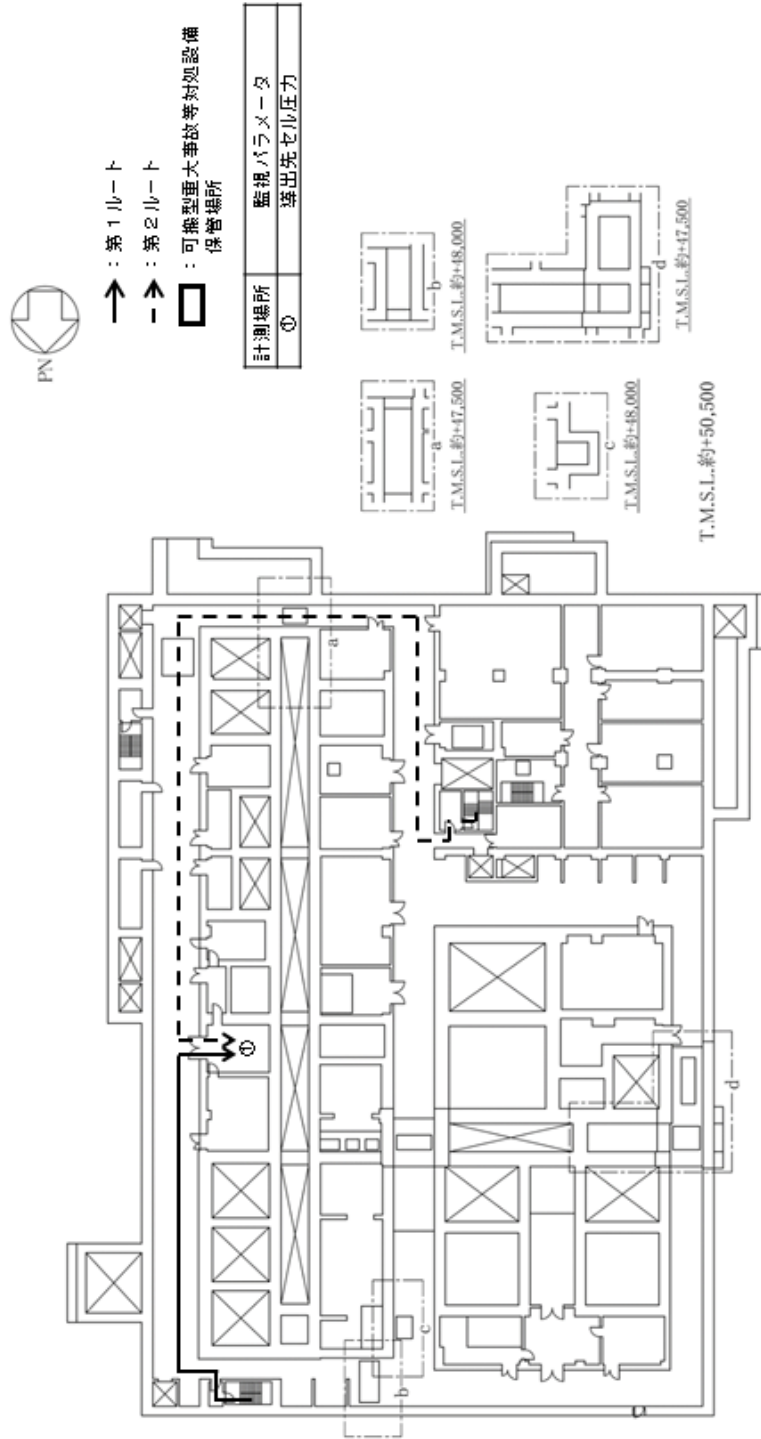 PN
→ : 第1ルート
⇢ : 第2ルート
□ : 可搬型重大事故等対処設備
保管場所
計測場所 監視パラメータ
① 導出先セル圧力
①
a
b
c
d
a
T.M.S.L.約+47,500
b
T.M.S.L.約+48,000
c
T.M.S.L.約+48,000
d
T.M.S.L.約+47,500
T.M.S.L.約+50,500